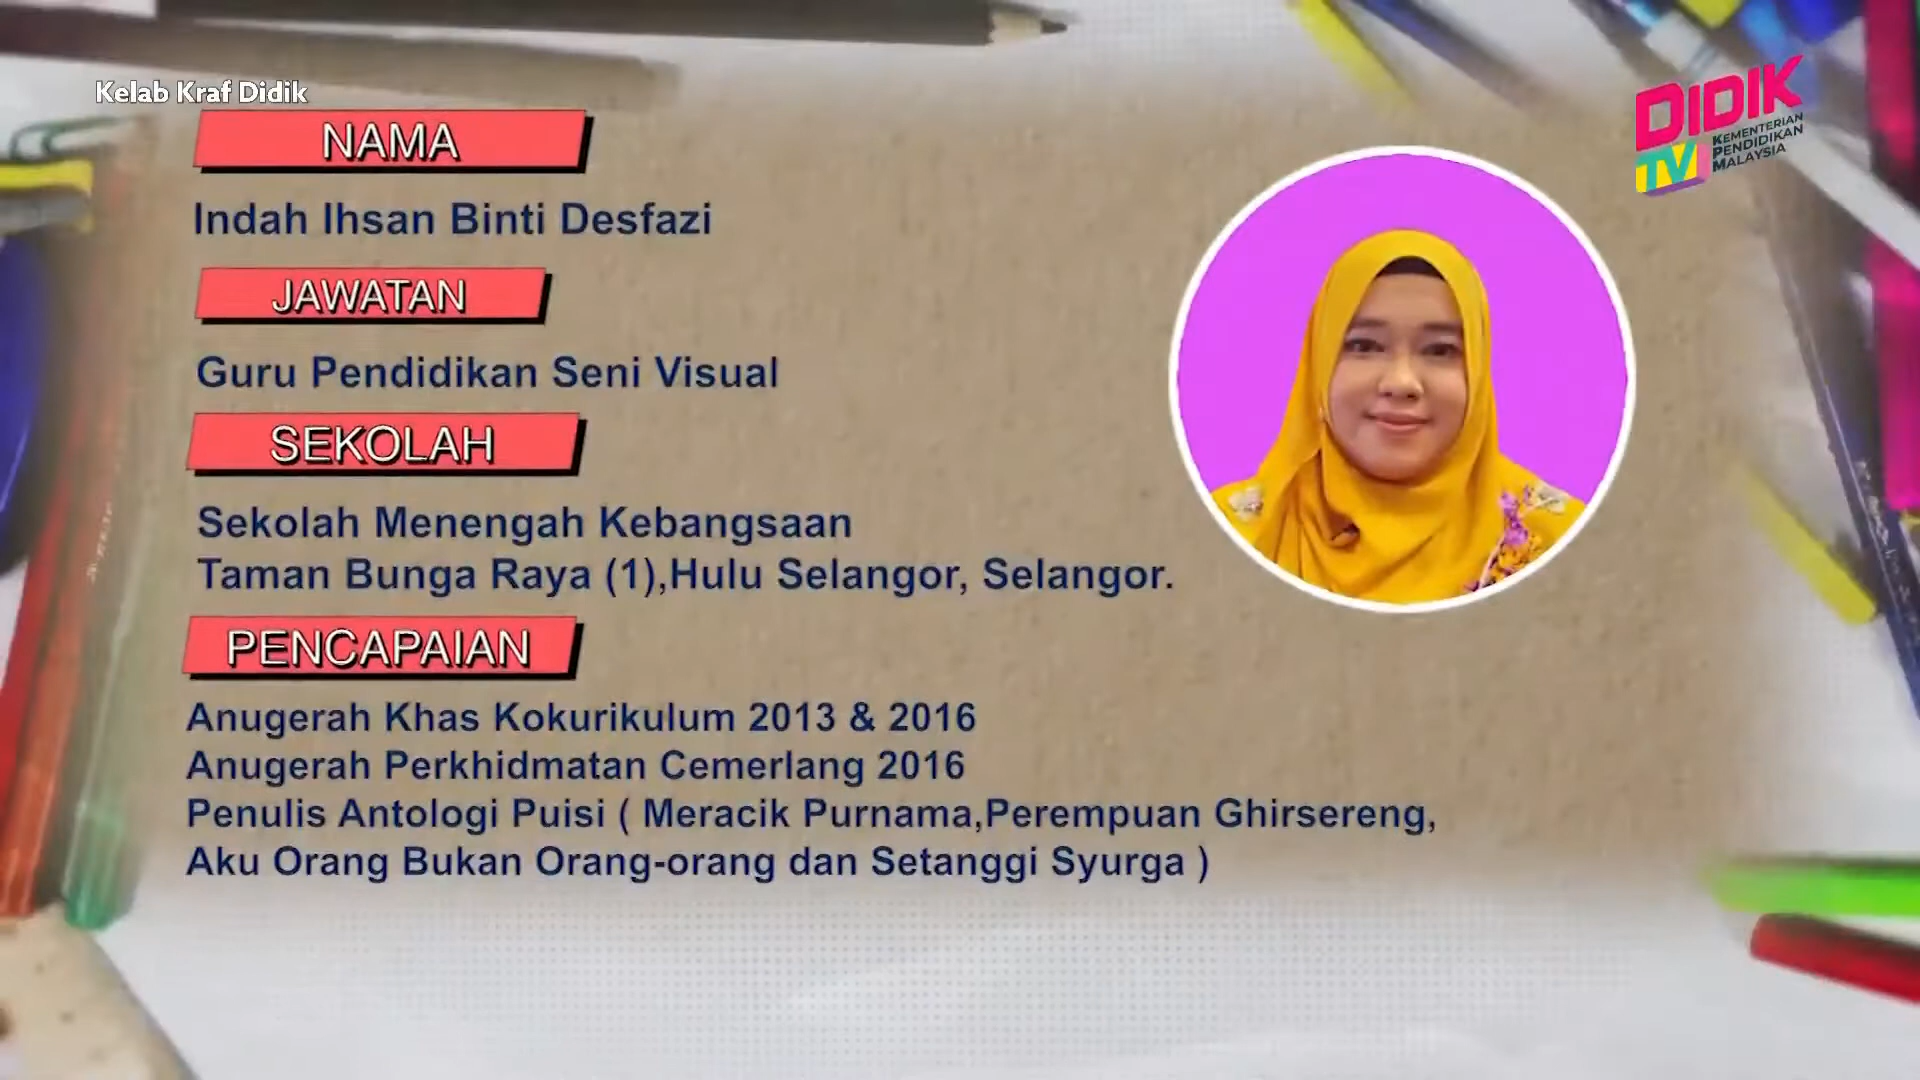 Kelab Kraf Didik
DIDIK
TV
KEMENTERIAN
PENDIDIKAN
MALAYSIA
NAMA
Indah Ihsan Binti Desfazi
JAWATAN
Guru Pendidikan Seni Visual
SEKOLAH
Sekolah Menengah Kebangsaan
Taman Bunga Raya (1),Hulu Selangor, Selangor.
PENCAPAIAN
Anugerah Khas Kokurikulum 2013 & 2016
Anugerah Perkhidmatan Cemerlang 2016
Penulis Antologi Puisi ( Meracik Purnama,Perempuan Ghirsereng,
Aku Orang Bukan Orang-orang dan Setanggi Syurga )